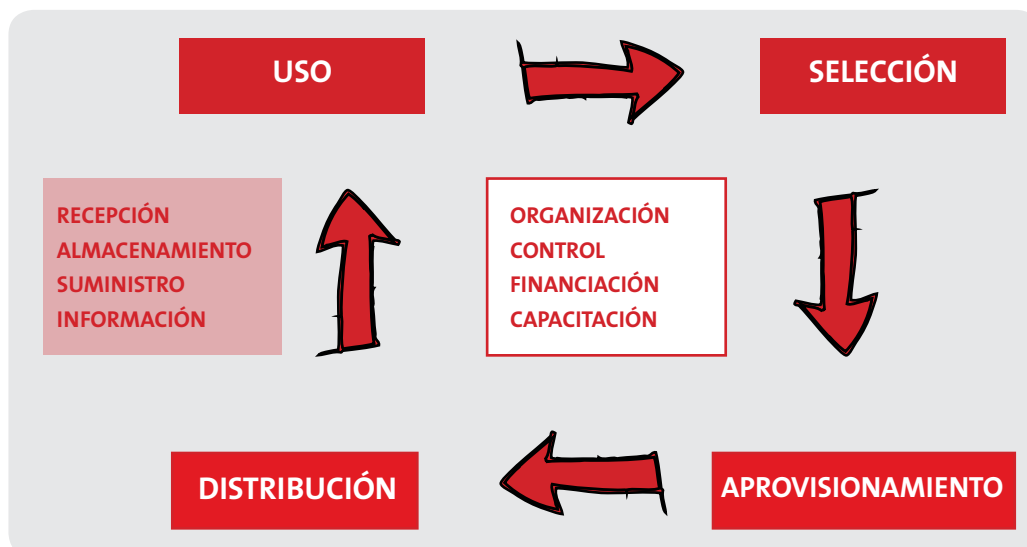 USO
SELECCIÓN
RECEPCIÓN
ALMACENAMIENTO
SUMINISTRO
INFORMACIÓN
ORGANIZACIÓN
CONTROL
FINANCIACIÓN
CAPACITACIÓN
DISTRIBUCIÓN
APROVISIONAMIENTO